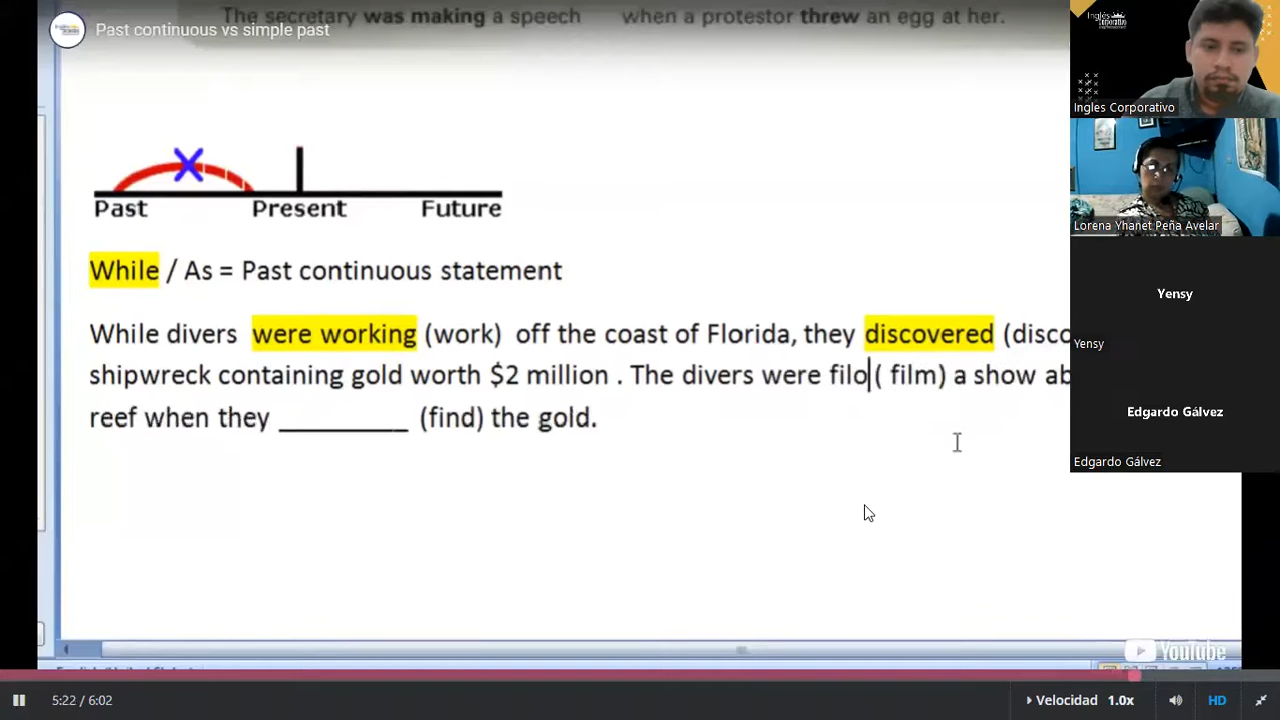 The secretary was making a speech when a protester threw an egg at her.
Past continuous vs simple past
Past Present Future
While / As = Past continuous statement
While divers were working (work) off the coast of Florida, they discovered (disco
shipwreck containing gold worth $2 million . The divers were filo ( film) a show ab
reef when they _________ (find) the gold.
Inglés Corporativo
Ingles Corporativo
Lorena Yhanet Peña Avelar
Yensy
Yensy
Edgardo Gálvez
Edgardo Gálvez
YouTube
5:22 / 6:02
Velocidad 1.0x
HD